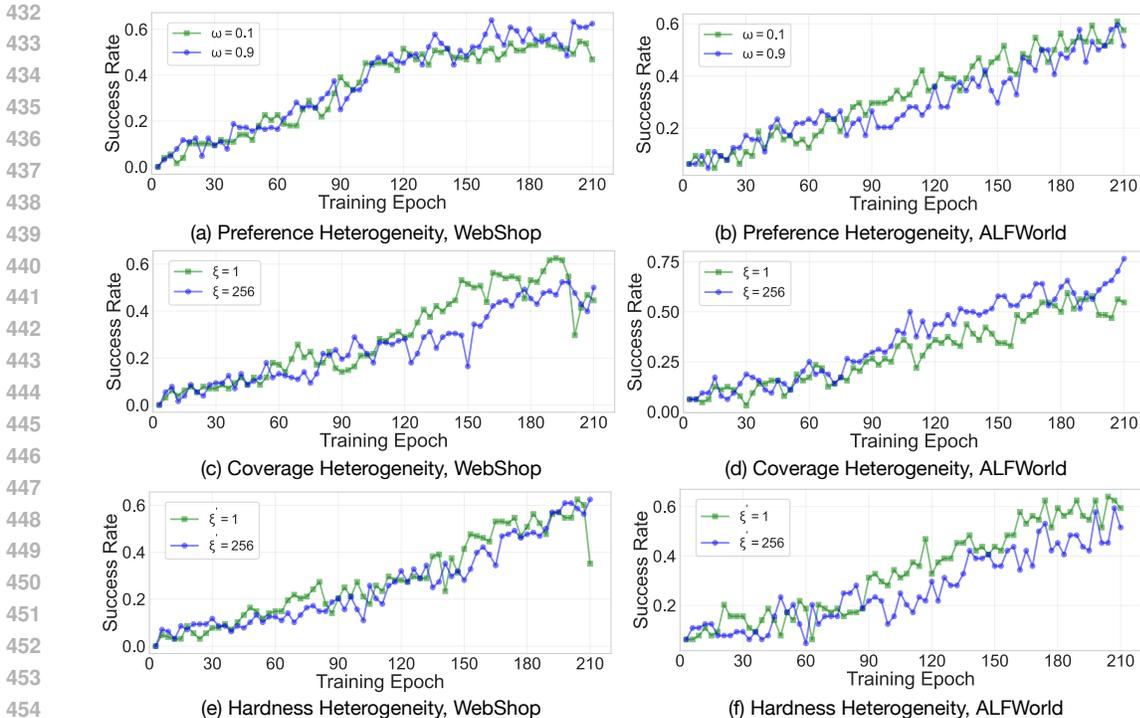 432
433
434
435
436
437
438
439
440
441
442
443
444
445
446
447
448
449
450
451
452
453
454
Success Rate
0.6
0.4
0.2
0.0
ω = 0.1
ω = 0.9
0 30 60 90 120 150 180 210
Training Epoch
(a) Preference Heterogeneity, WebShop
Success Rate
0.6
0.4
0.2
ω = 0.1
ω = 0.9
0 30 60 90 120 150 180 210
Training Epoch
(b) Preference Heterogeneity, ALFWorld
Success Rate
0.6
0.4
0.2
0.0
ξ = 1
ξ = 256
0 30 60 90 120 150 180 210
Training Epoch
(c) Coverage Heterogeneity, WebShop
Success Rate
0.75
0.50
0.25
0.00
ξ = 1
ξ = 256
0 30 60 90 120 150 180 210
Training Epoch
(d) Coverage Heterogeneity, ALFWorld
Success Rate
0.6
0.4
0.2
0.0
ξ' = 1
ξ' = 256
0 30 60 90 120 150 180 210
Training Epoch
(e) Hardness Heterogeneity, WebShop
Success Rate
0.6
0.4
0.2
ξ' = 1
ξ' = 256
0 30 60 90 120 150 180 210
Training Epoch
(f) Hardness Heterogeneity, ALFWorld